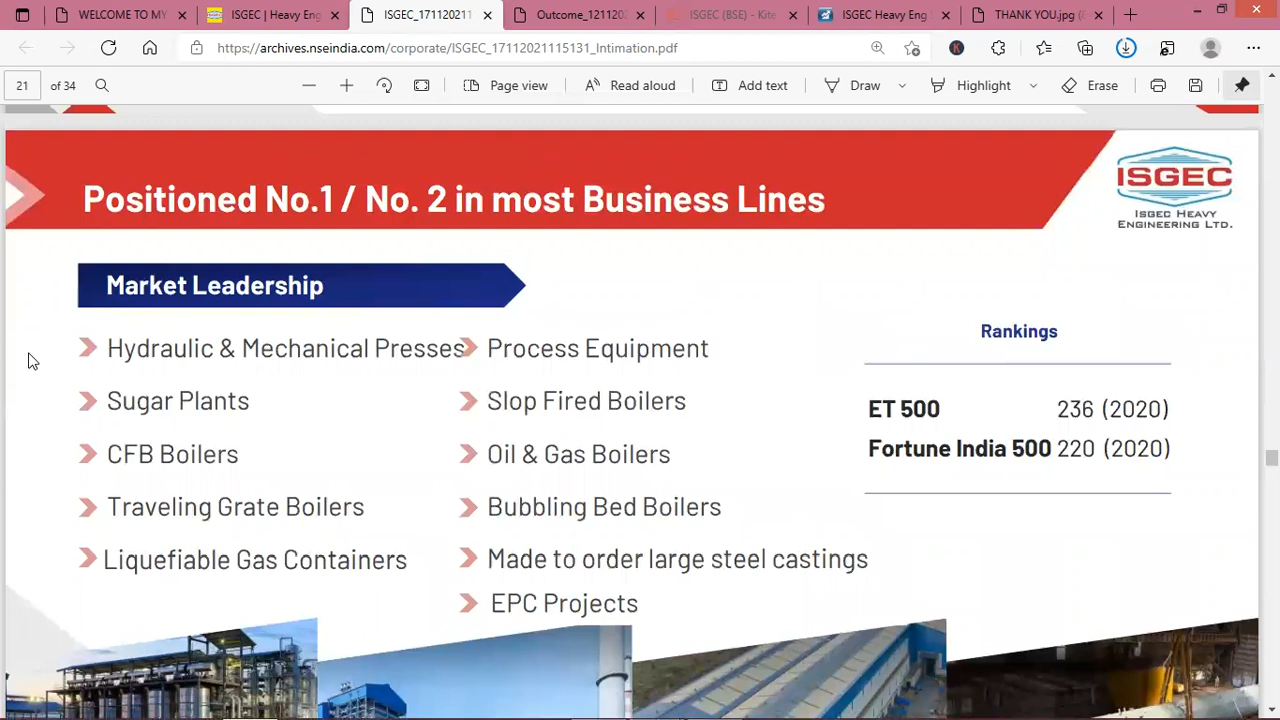 WELCOME TO MY
ISGEC | Heavy Eng
ISGEC_171120211
Outcome_1211202
ISGEC (BSE) - Kite
ISGEC Heavy Eng
THANK YOU.jpg (
https://archives.nseindia.com/corporate/ISGEC_17112021115131_Intimation.pdf
21 of 34
Page view
Read aloud
Add text
Draw
Highlight
Erase
Positioned No.1 / No. 2 in most Business Lines
ISGEC
ISGEC HEAVY
ENGINEERING LTD.
Market Leadership
Hydraulic & Mechanical Presses
Sugar Plants
CFB Boilers
Traveling Grate Boilers
Liquefiable Gas Containers
Process Equipment
Slop Fired Boilers
Oil & Gas Boilers
Bubbling Bed Boilers
Made to order large steel castings
EPC Projects
Rankings
ET 500 236 (2020)
Fortune India 500 220 (2020)